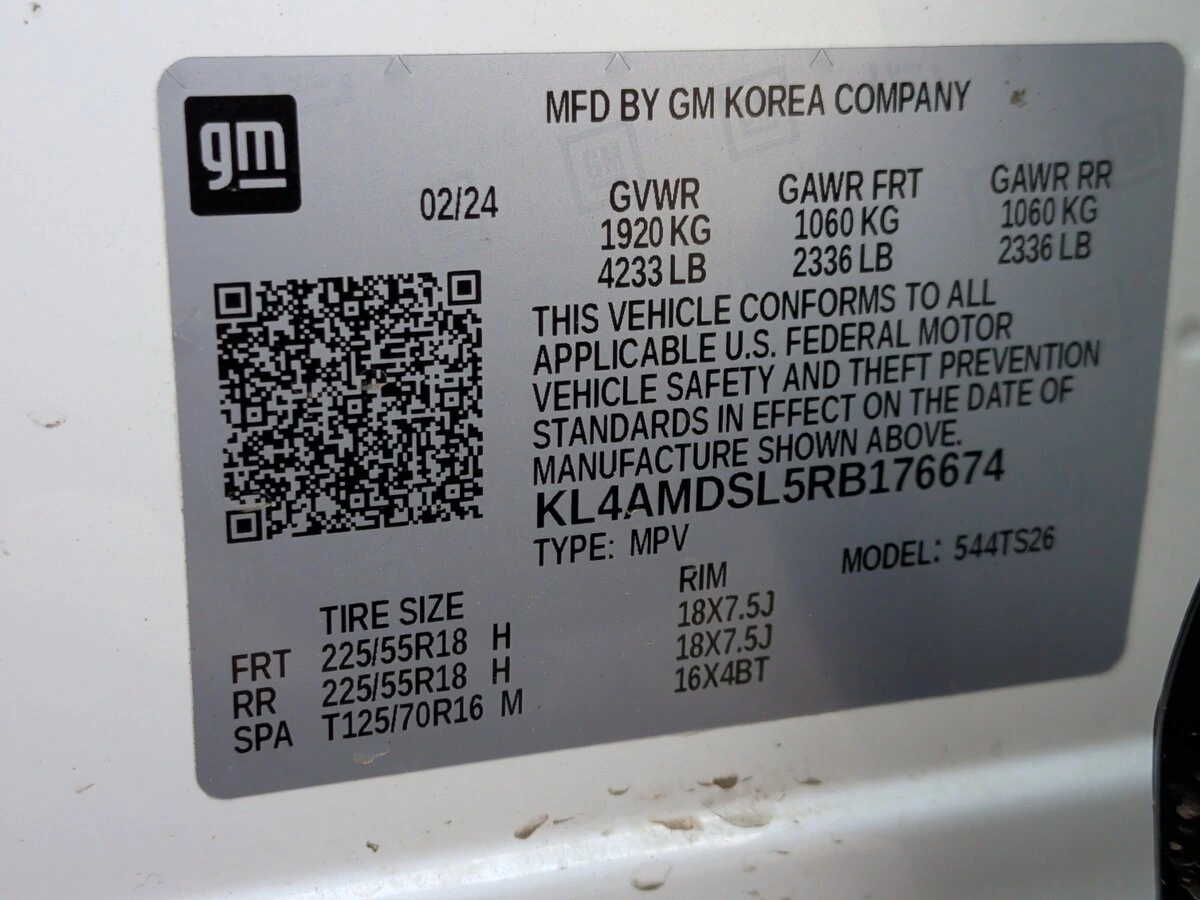 gm
MFD BY GM KOREA COMPANY
02/24
GVWR GAWR FRT GAWR RR
1920 KG 1060 KG 1060 KG
4233 LB 2336 LB 2336 LB
THIS VEHICLE CONFORMS TO ALL
APPLICABLE U.S. FEDERAL MOTOR
VEHICLE SAFETY AND THEFT PREVENTION
STANDARDS IN EFFECT ON THE DATE OF
MANUFACTURE SHOWN ABOVE.
KL4AMDSL5RB176674
TYPE: MPV MODEL: 544TS26
TIRE SIZE RIM
FRT 225/55R18 H 18X7.5J
RR 225/55R18 H 18X7.5J
SPA T125/70R16 M 16X4BT